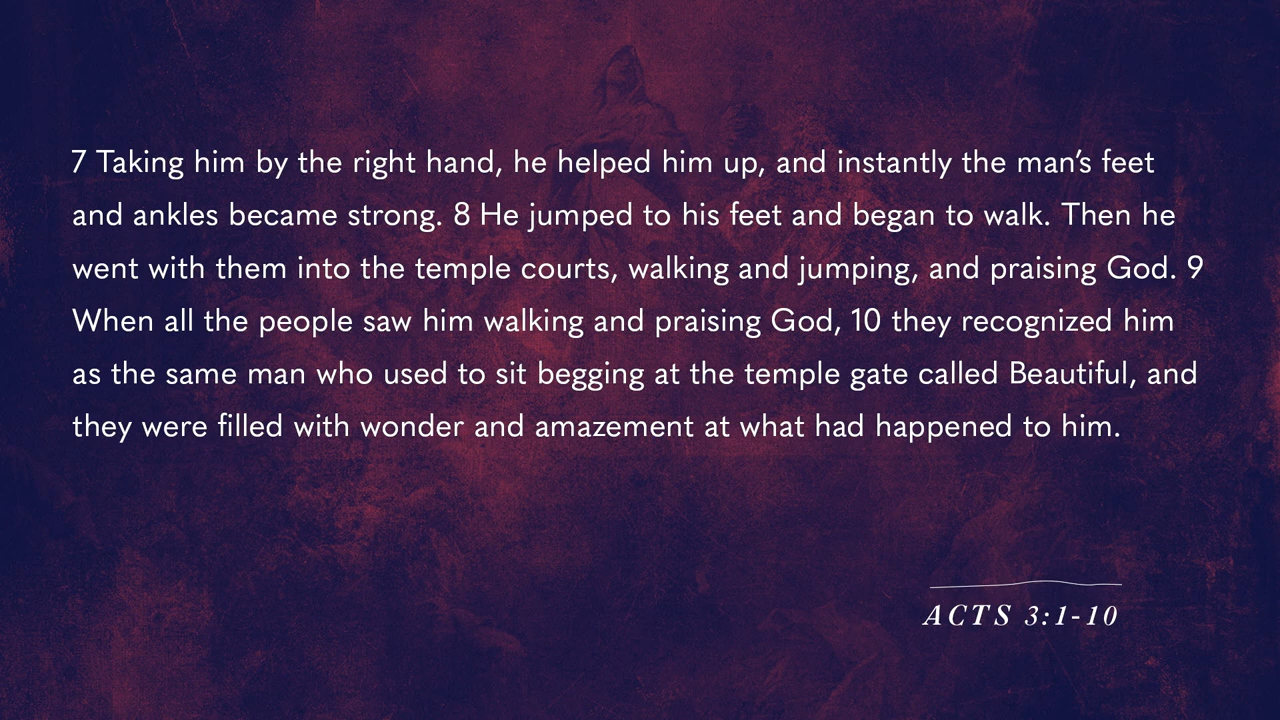 7 Taking him by the right hand, he helped him up, and instantly the man’s feet
and ankles became strong. 8 He jumped to his feet and began to walk. Then he
went with them into the temple courts, walking and jumping, and praising God. 9
When all the people saw him walking and praising God, 10 they recognized him
as the same man who used to sit begging at the temple gate called Beautiful, and
they were filled with wonder and amazement at what had happened to him.
ACTS 3:1-10